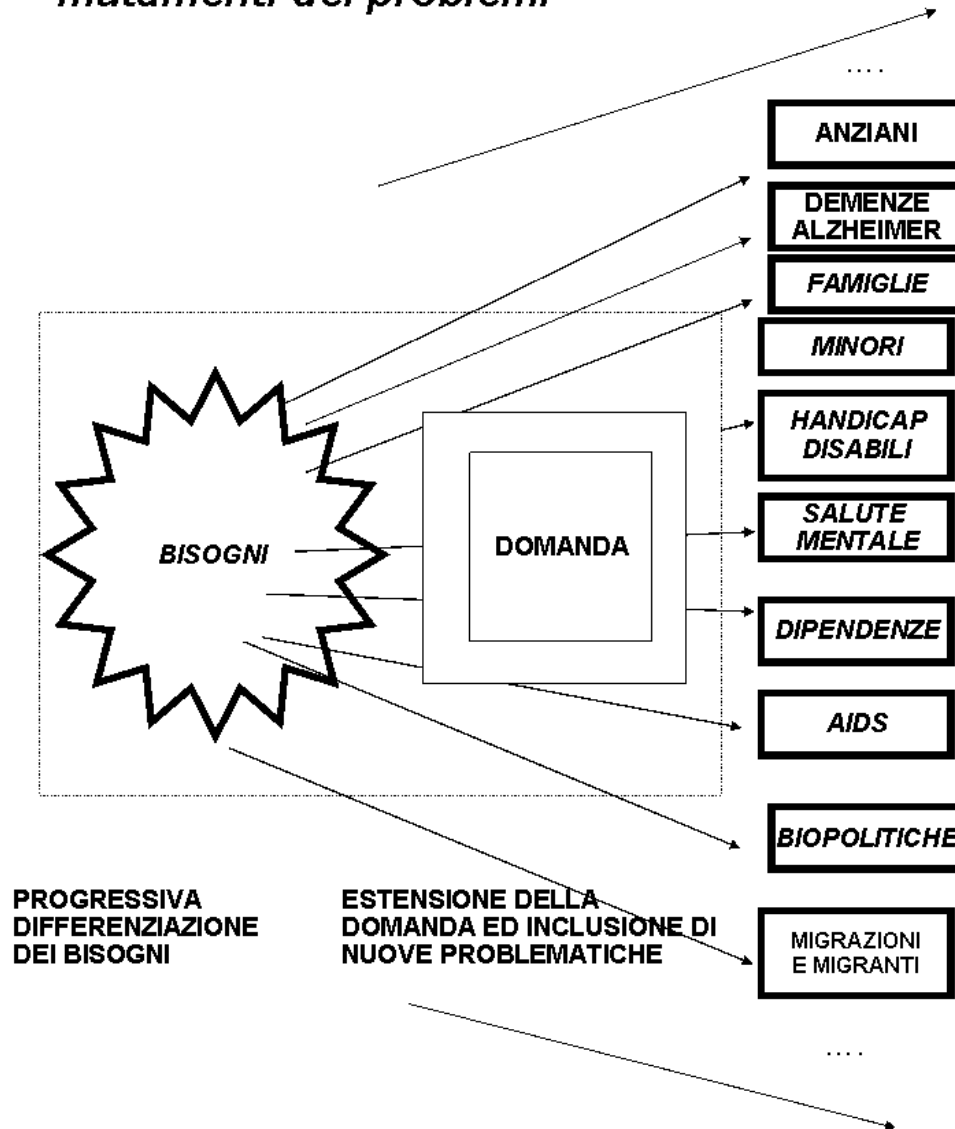 mutamenti dei problemi
....
ANZIANI
DEMENZE
ALZHEIMER
FAMIGLIE
MINORI
HANDICAP
DISABILI
SALUTE
MENTALE
DIPENDENZE
AIDS
BIOPOLITICHE
MIGRAZIONI
E MIGRANTI
....
BISOGNI
DOMANDA
PROGRESSIVA
DIFFERENZIAZIONE
DEI BISOGNI
ESTENSIONE DELLA
DOMANDA ED INCLUSIONE DI
NUOVE PROBLEMATICHE